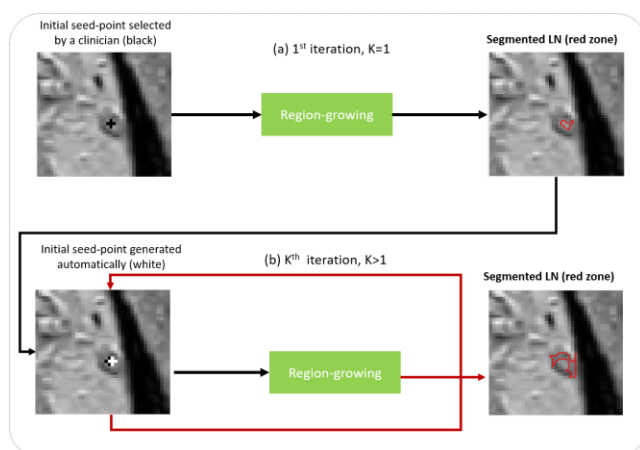 Initial seed-point selected
by a clinician (black)
(a) 1st iteration, K=1
Segmented LN (red zone)
Region-growing
Initial seed-point generated
automatically (white)
(b) Kth iteration, K>1
Segmented LN (red zone)
Region-growing